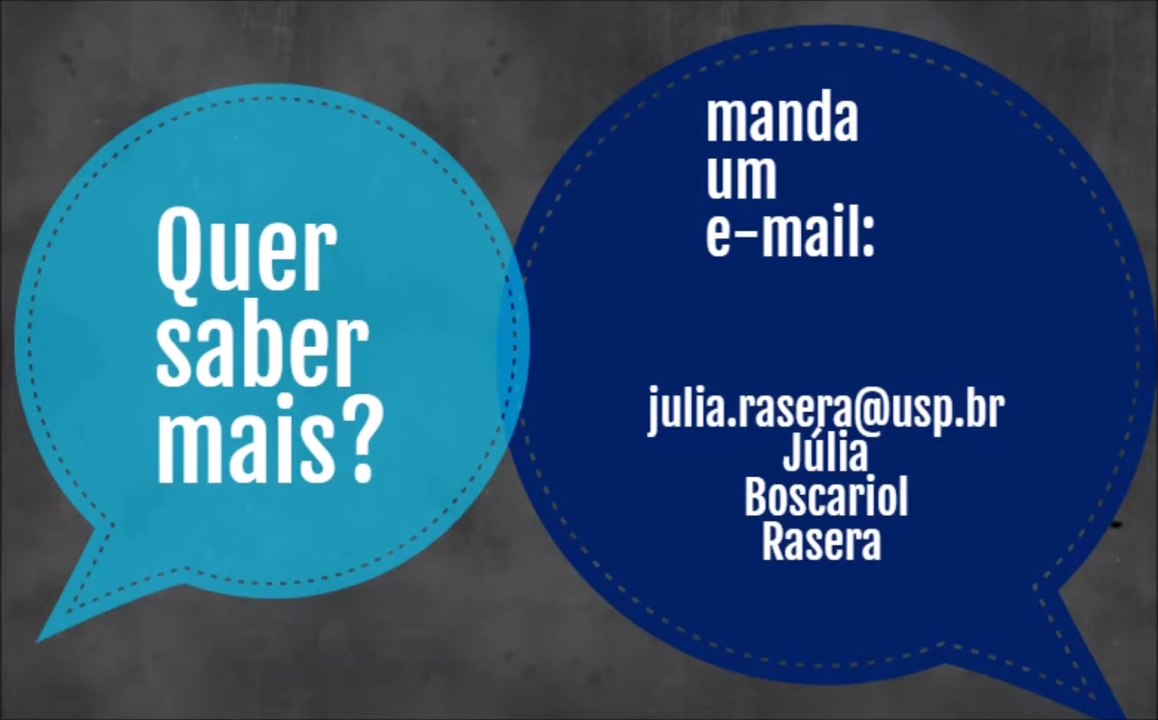 Quer
saber
mais?
manda
um
e-mail:
julia.rasera@usp.br
Júlia
Boscariol
Rasera